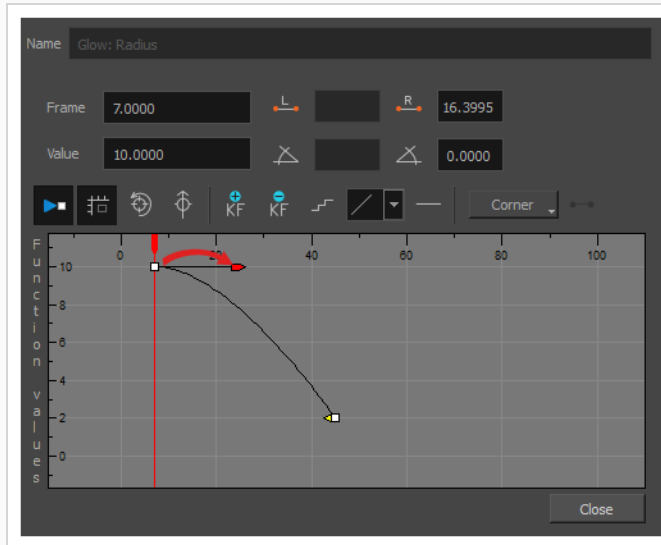 Name Glow: Radius
Frame 7.0000 L R 16.3995
Value 10.0000 0.0000
KF KF Corner
Function values
0 20 40 60 80 100
10
8
6
4
2
0
Close